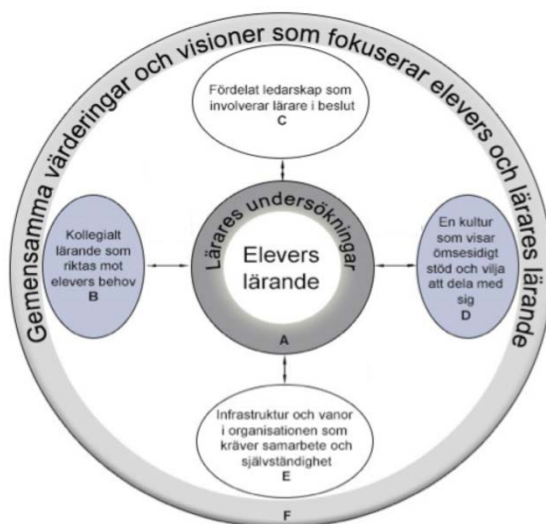 Gemensamma värderingar och visioner som fokuserar elevers och lärares lärande
Fördelat ledarskap som
involverar lärare i beslut
C
Kollegialt
lärande som
riktas mot
elevers behov
B
Lärares undersökningar
Elevers
lärande
A
En kultur
som visar
ömsesidigt
stöd och vilja
att dela med
sig
D
Infrastruktur och vanor
i organisationen som
kräver samarbete och
självständighet
E
F